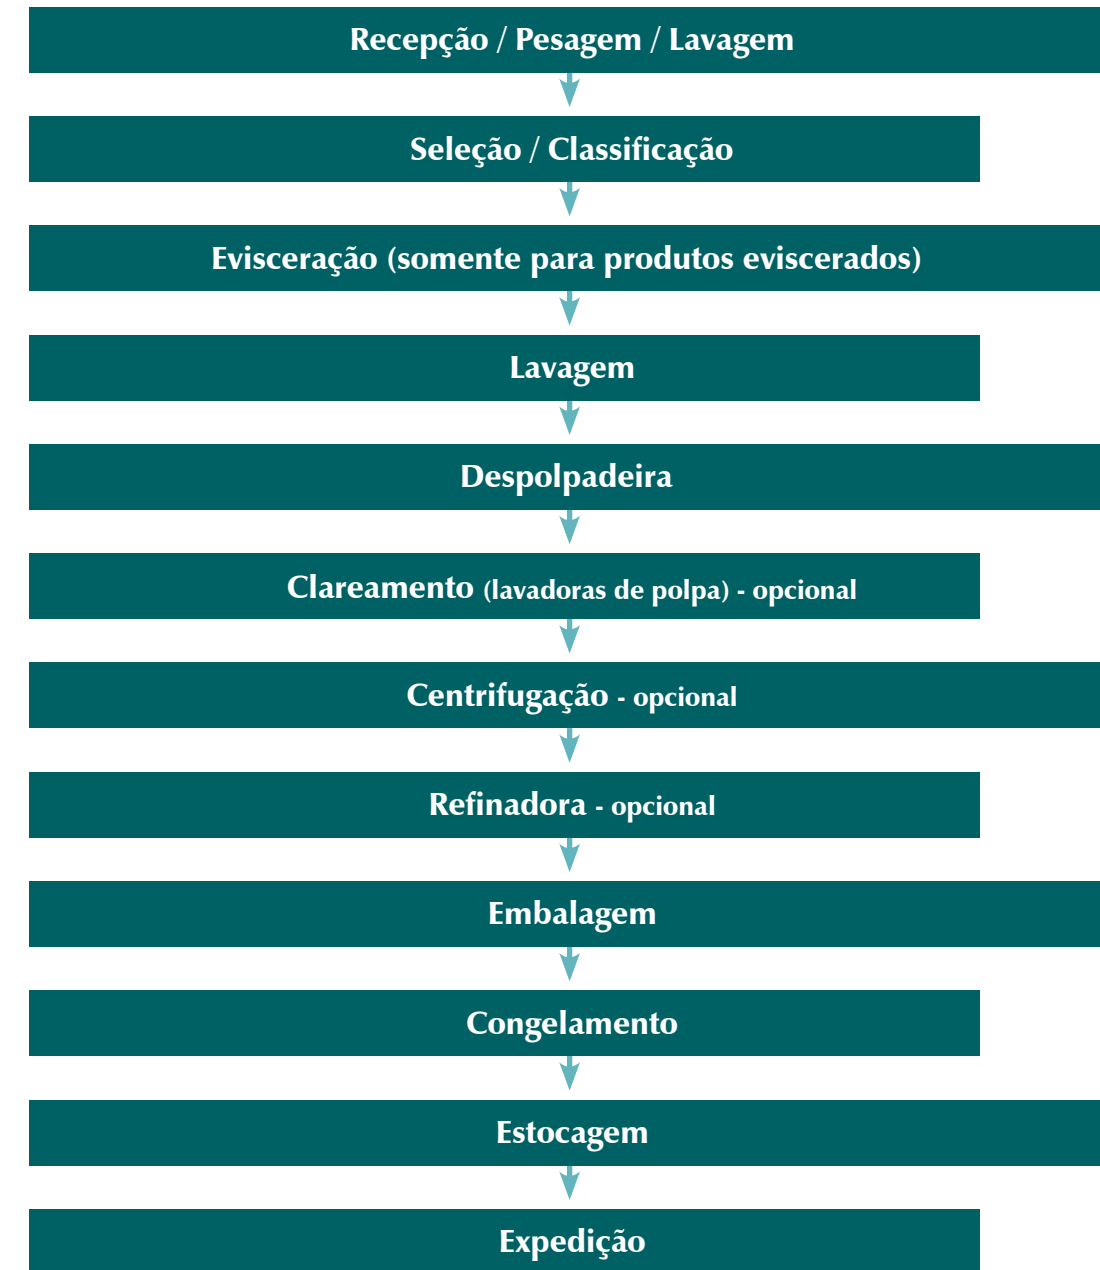 Recepção / Pesagem / Lavagem
Seleção / Classificação
Evisceração (somente para produtos eviscerados)
Lavagem
Despolpadeira
Clareamento (lavadoras de polpa) - opcional
Centrifugação - opcional
Refinadora - opcional
Embalagem
Congelamento
Estocagem
Expedição